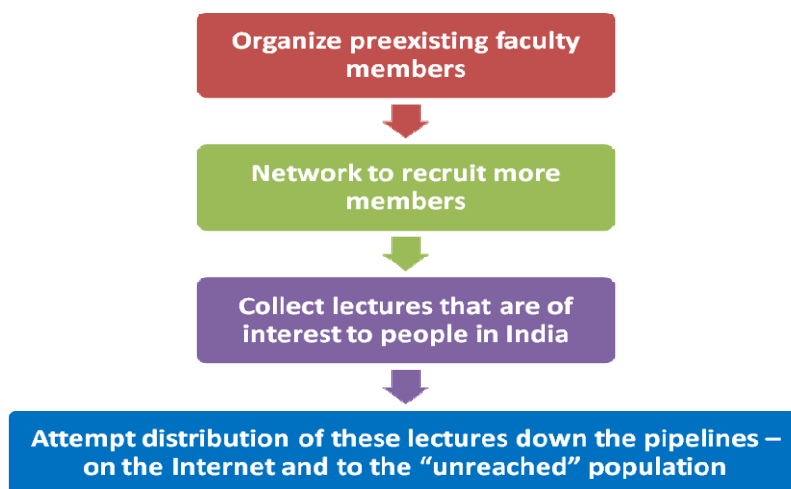 Organize preexisting faculty
members
Network to recruit more
members
Collect lectures that are of
interest to people in India
Attempt distribution of these lectures down the pipelines –
on the Internet and to the “unreached” population